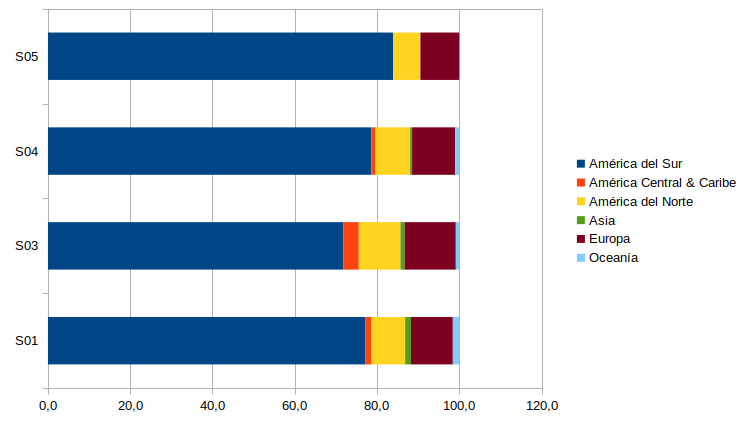 S05
S04
S03
S01
0,0 20,0 40,0 60,0 80,0 100,0 120,0
América del Sur
América Central & Caribe
América del Norte
Asia
Europa
Oceanía